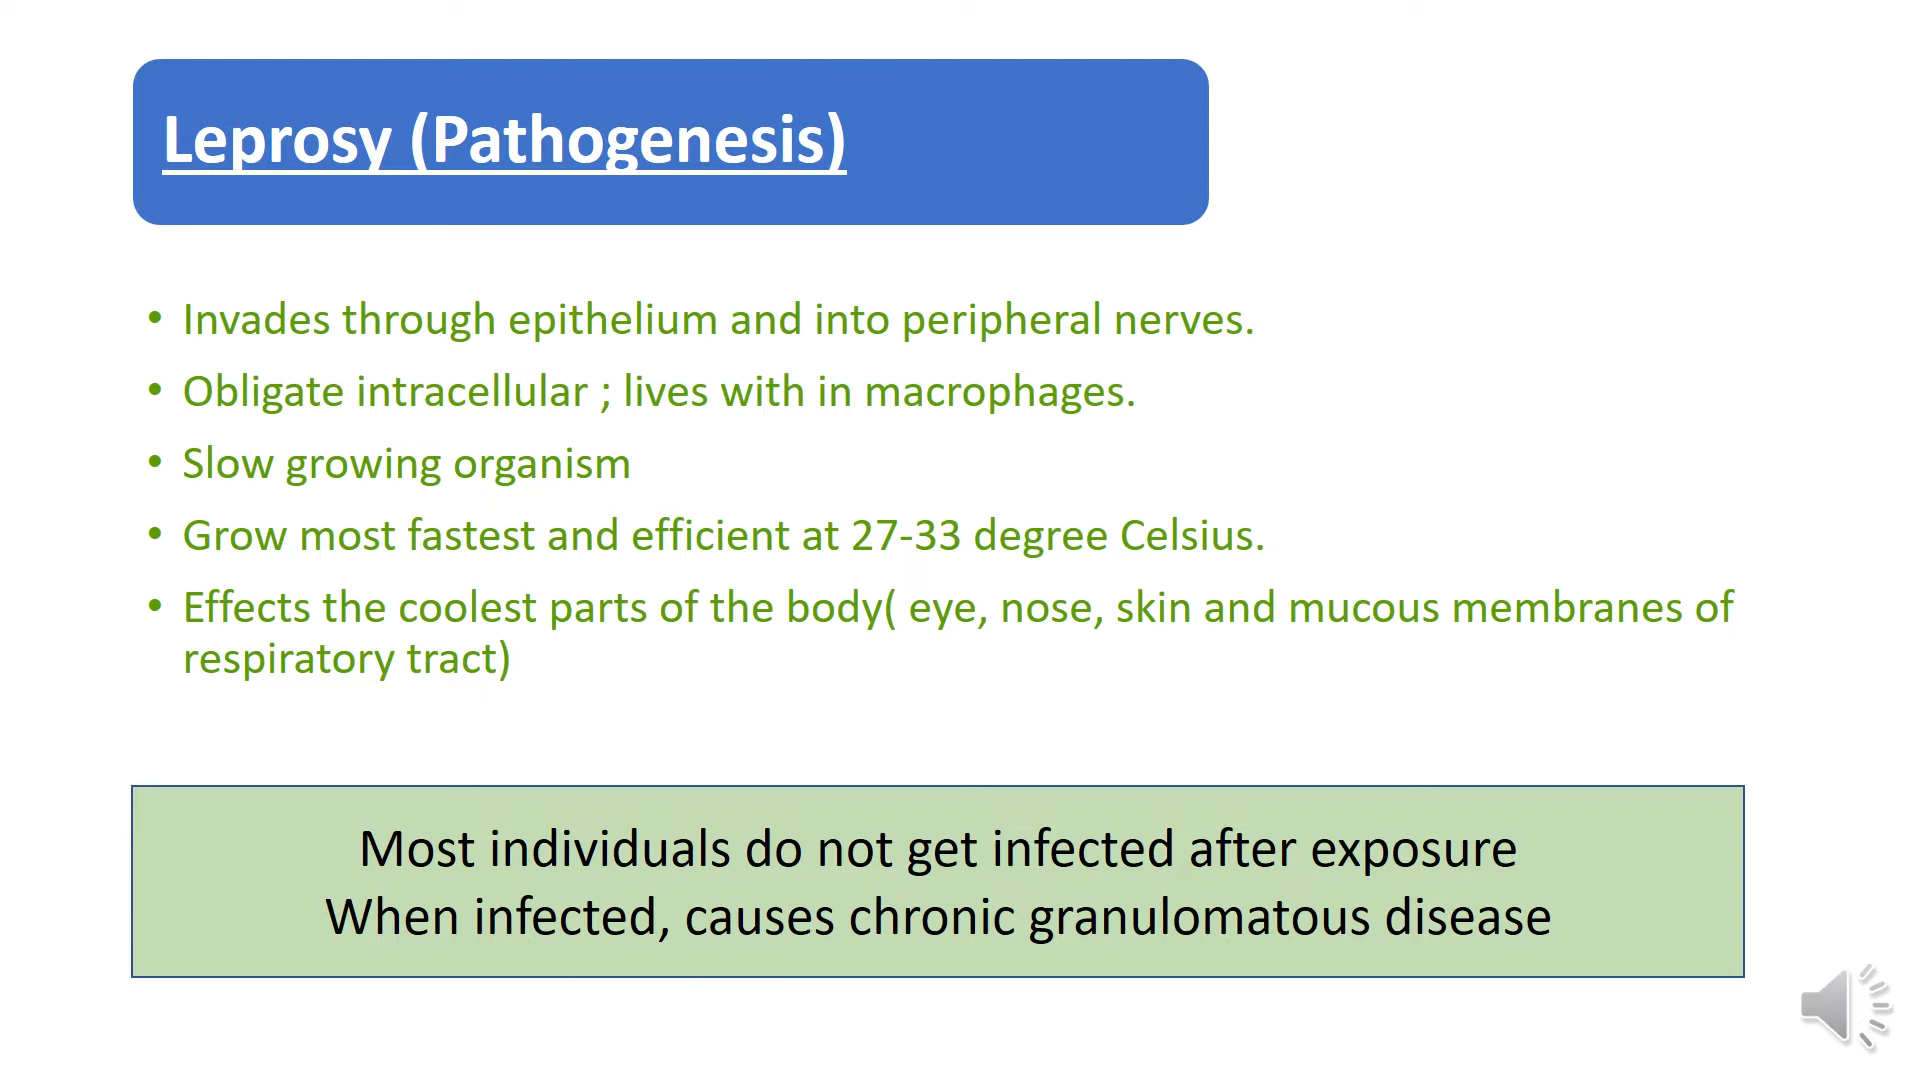 Leprosy (Pathogenesis)
• Invades through epithelium and into peripheral nerves.
• Obligate intracellular ; lives with in macrophages.
• Slow growing organism
• Grow most fastest and efficient at 27-33 degree Celsius.
• Effects the coolest parts of the body( eye, nose, skin and mucous membranes of
respiratory tract)
Most individuals do not get infected after exposure
When infected, causes chronic granulomatous disease